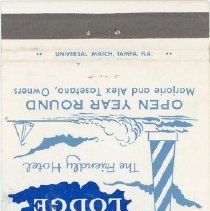 UNIVERSAL MATCH, TAMPA, FLA.
LODGE
The Friendly Hotel
OPEN YEAR ROUND
Marjorie and Alex Tasetano, Owners